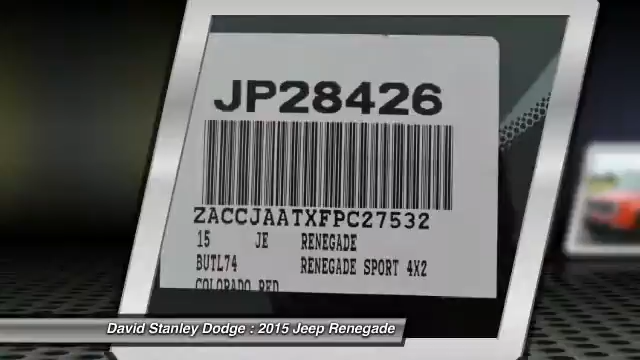 JP28426
ZACCJAATXFPC27532
15 JE RENEGADE
BUTL74 RENEGADE SPORT 4X2
COLORADO RED
David Stanley Dodge : 2015 Jeep Renegade